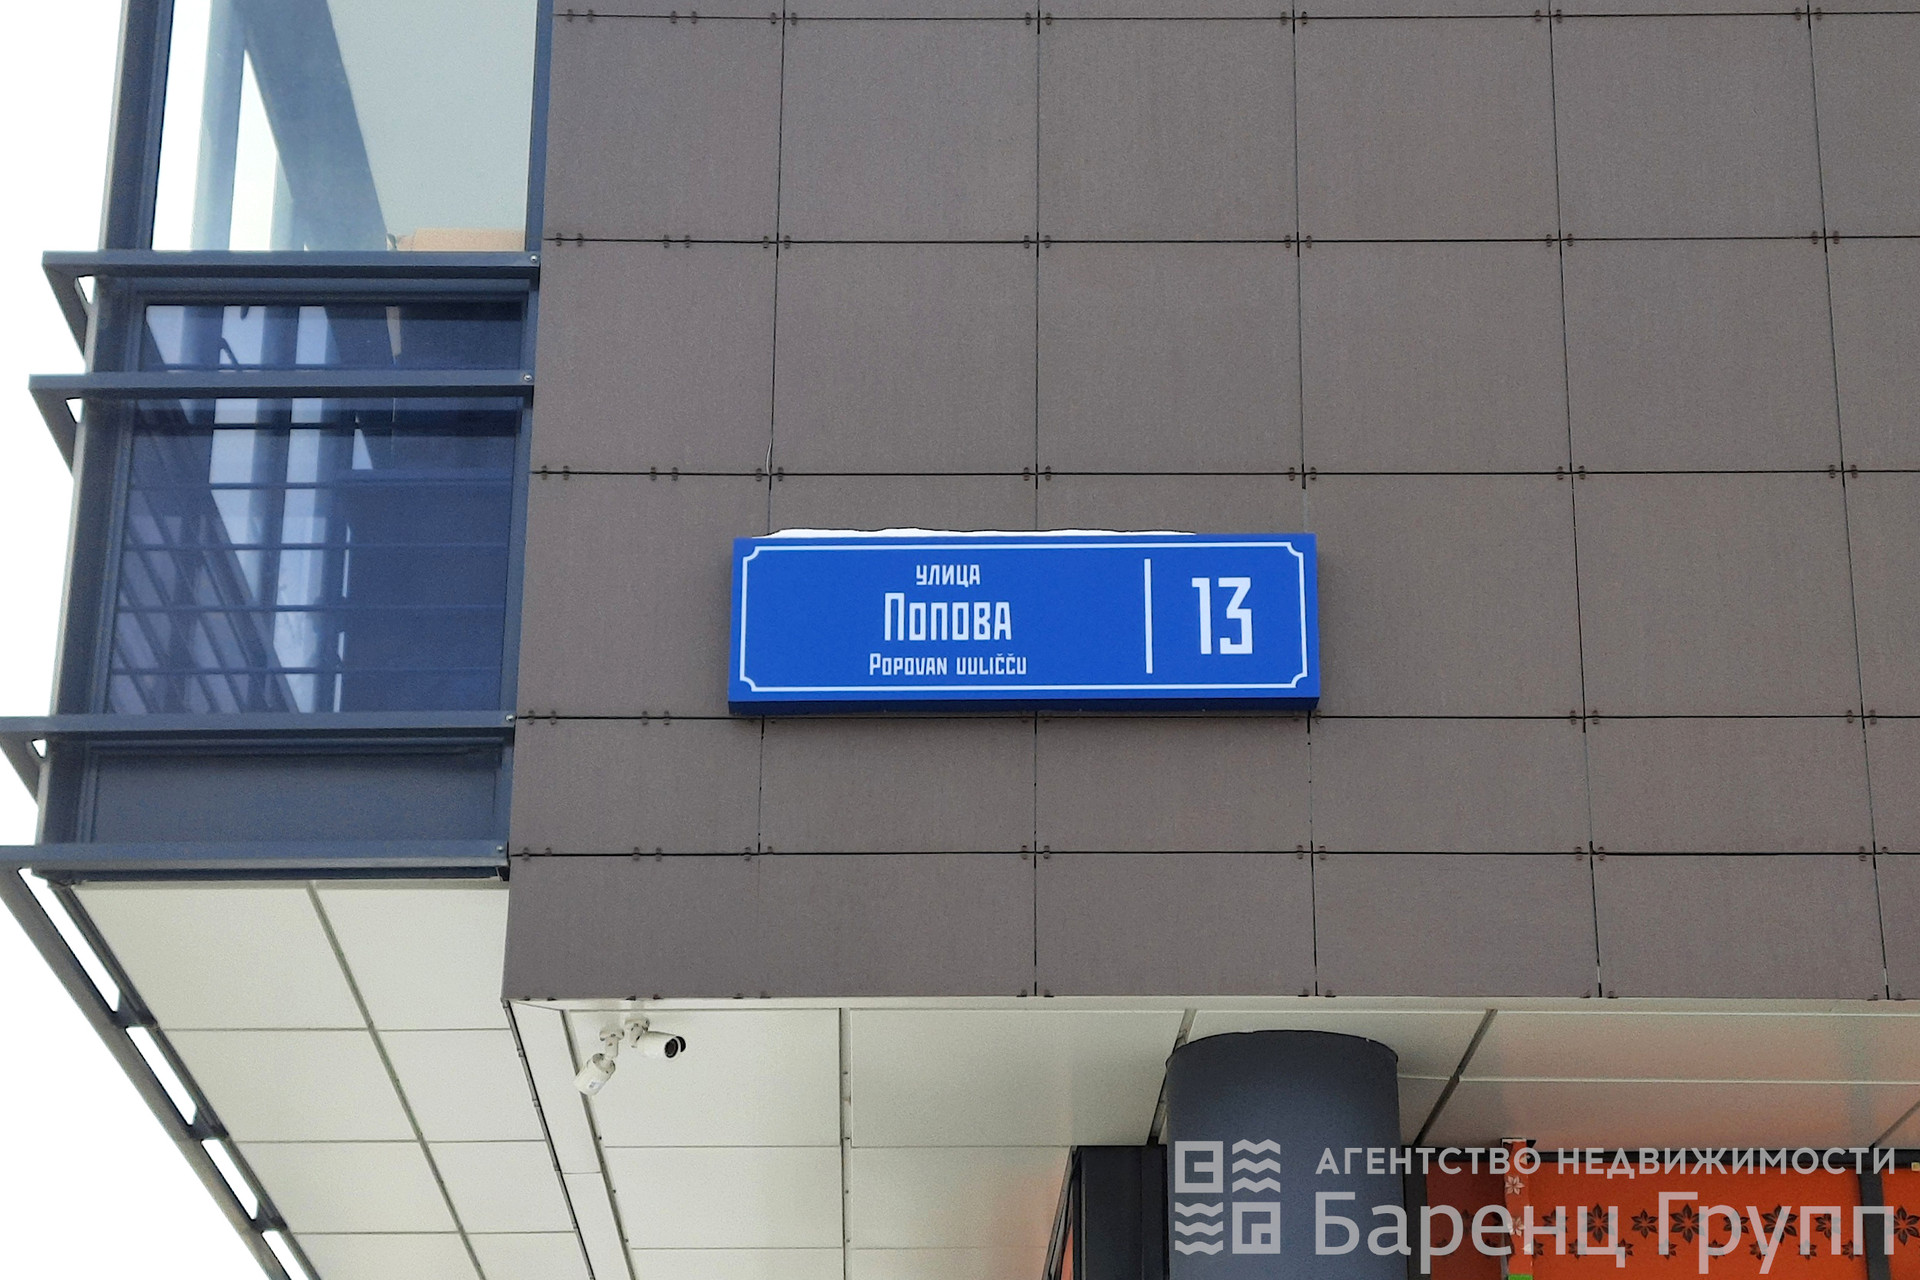 улица
Попова
Popovan uuličču
13
АГЕНТСТВО НЕДВИЖИМОСТИ
Баренц Групп